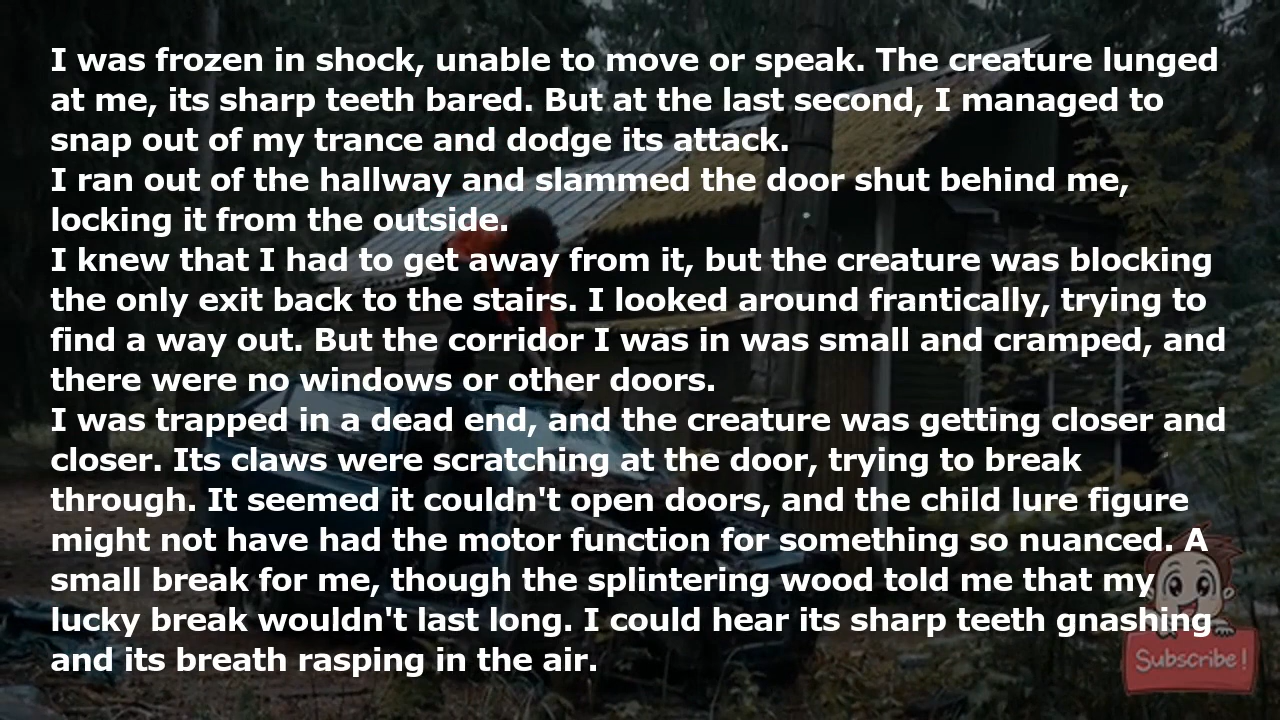 I was frozen in shock, unable to move or speak. The creature lunged
at me, its sharp teeth bared. But at the last second, I managed to
snap out of my trance and dodge its attack.
I ran out of the hallway and slammed the door shut behind me,
locking it from the outside.
I knew that I had to get away from it, but the creature was blocking
the only exit back to the stairs. I looked around frantically, trying to
find a way out. But the corridor I was in was small and cramped, and
there were no windows or other doors.
I was trapped in a dead end, and the creature was getting closer and
closer. Its claws were scratching at the door, trying to break
through. It seemed it couldn't open doors, and the child lure figure
might not have had the motor function for something so nuanced. A
small break for me, though the splintering wood told me that my
lucky break wouldn't last long. I could hear its sharp teeth gnashing
and its breath rasping in the air.
Subscribe!